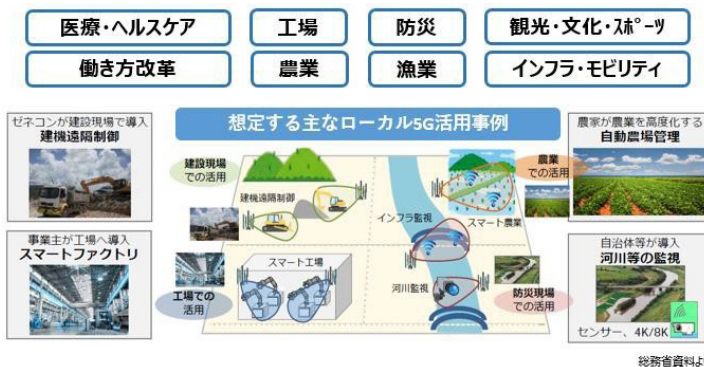 医療・ヘルスケア
工場
防災
観光・文化・スポーツ
働き方改革
農業
漁業
インフラ・モビリティ
ゼネコンが建設現場で導入
建機遠隔制御
想定する主なローカル5G活用事例
農家が農業を高度化する
自動農場管理
建設現場
での活用
農業
での活用
建機遠隔制御
インフラ監視
スマート農業
事業主が工場へ導入
スマートファクトリ
自治体等が導入
河川等の監視
スマート工場
工場での
活用
河川監視
防災現場
での活用
センサー、4K/8K
総務省資料よ